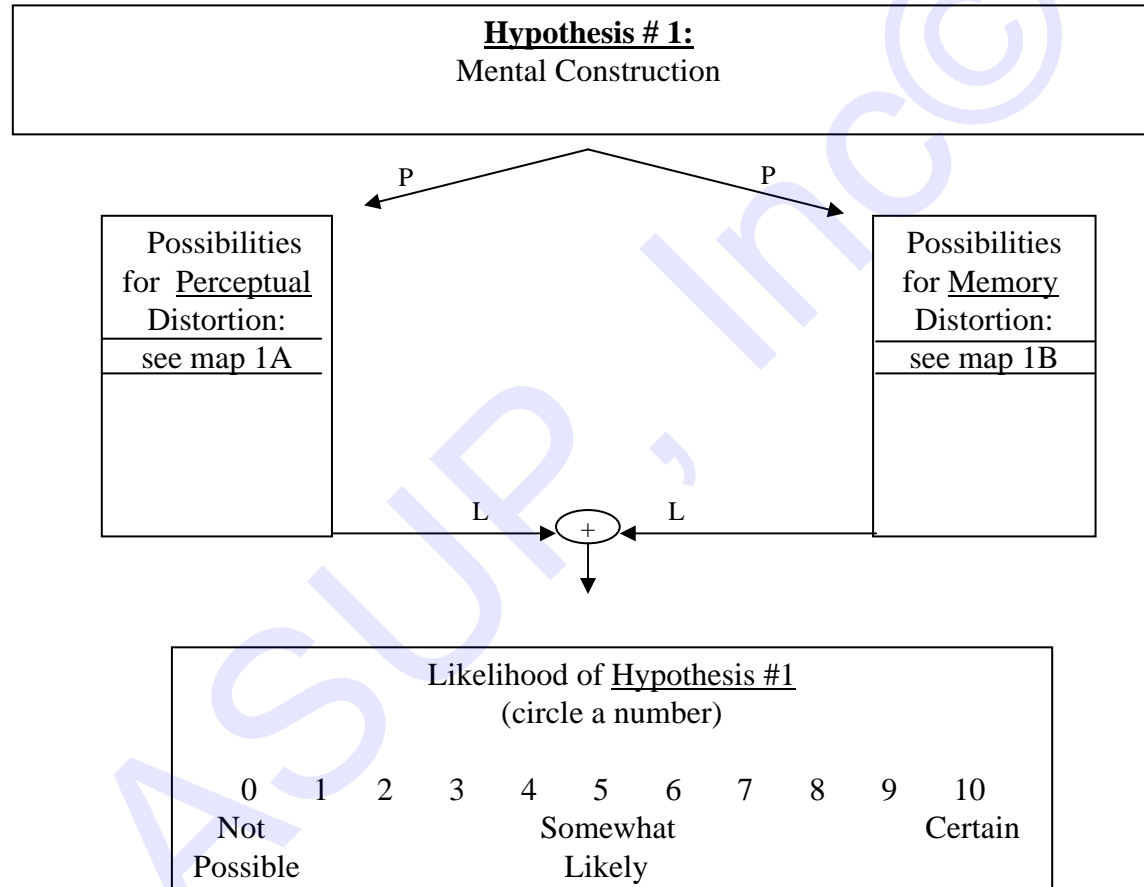 Hypothesis # 1:
Mental Construction
P
P
Possibilities
for Perceptual
Distortion:
see map 1A
Possibilities
for Memory
Distortion:
see map 1B
L
+
L
Likelihood of Hypothesis #1
(circle a number)
0 1 2 3 4 5 6 7 8 9 10
Not Somewhat Certain
Possible Likely
ASUP, Inc©